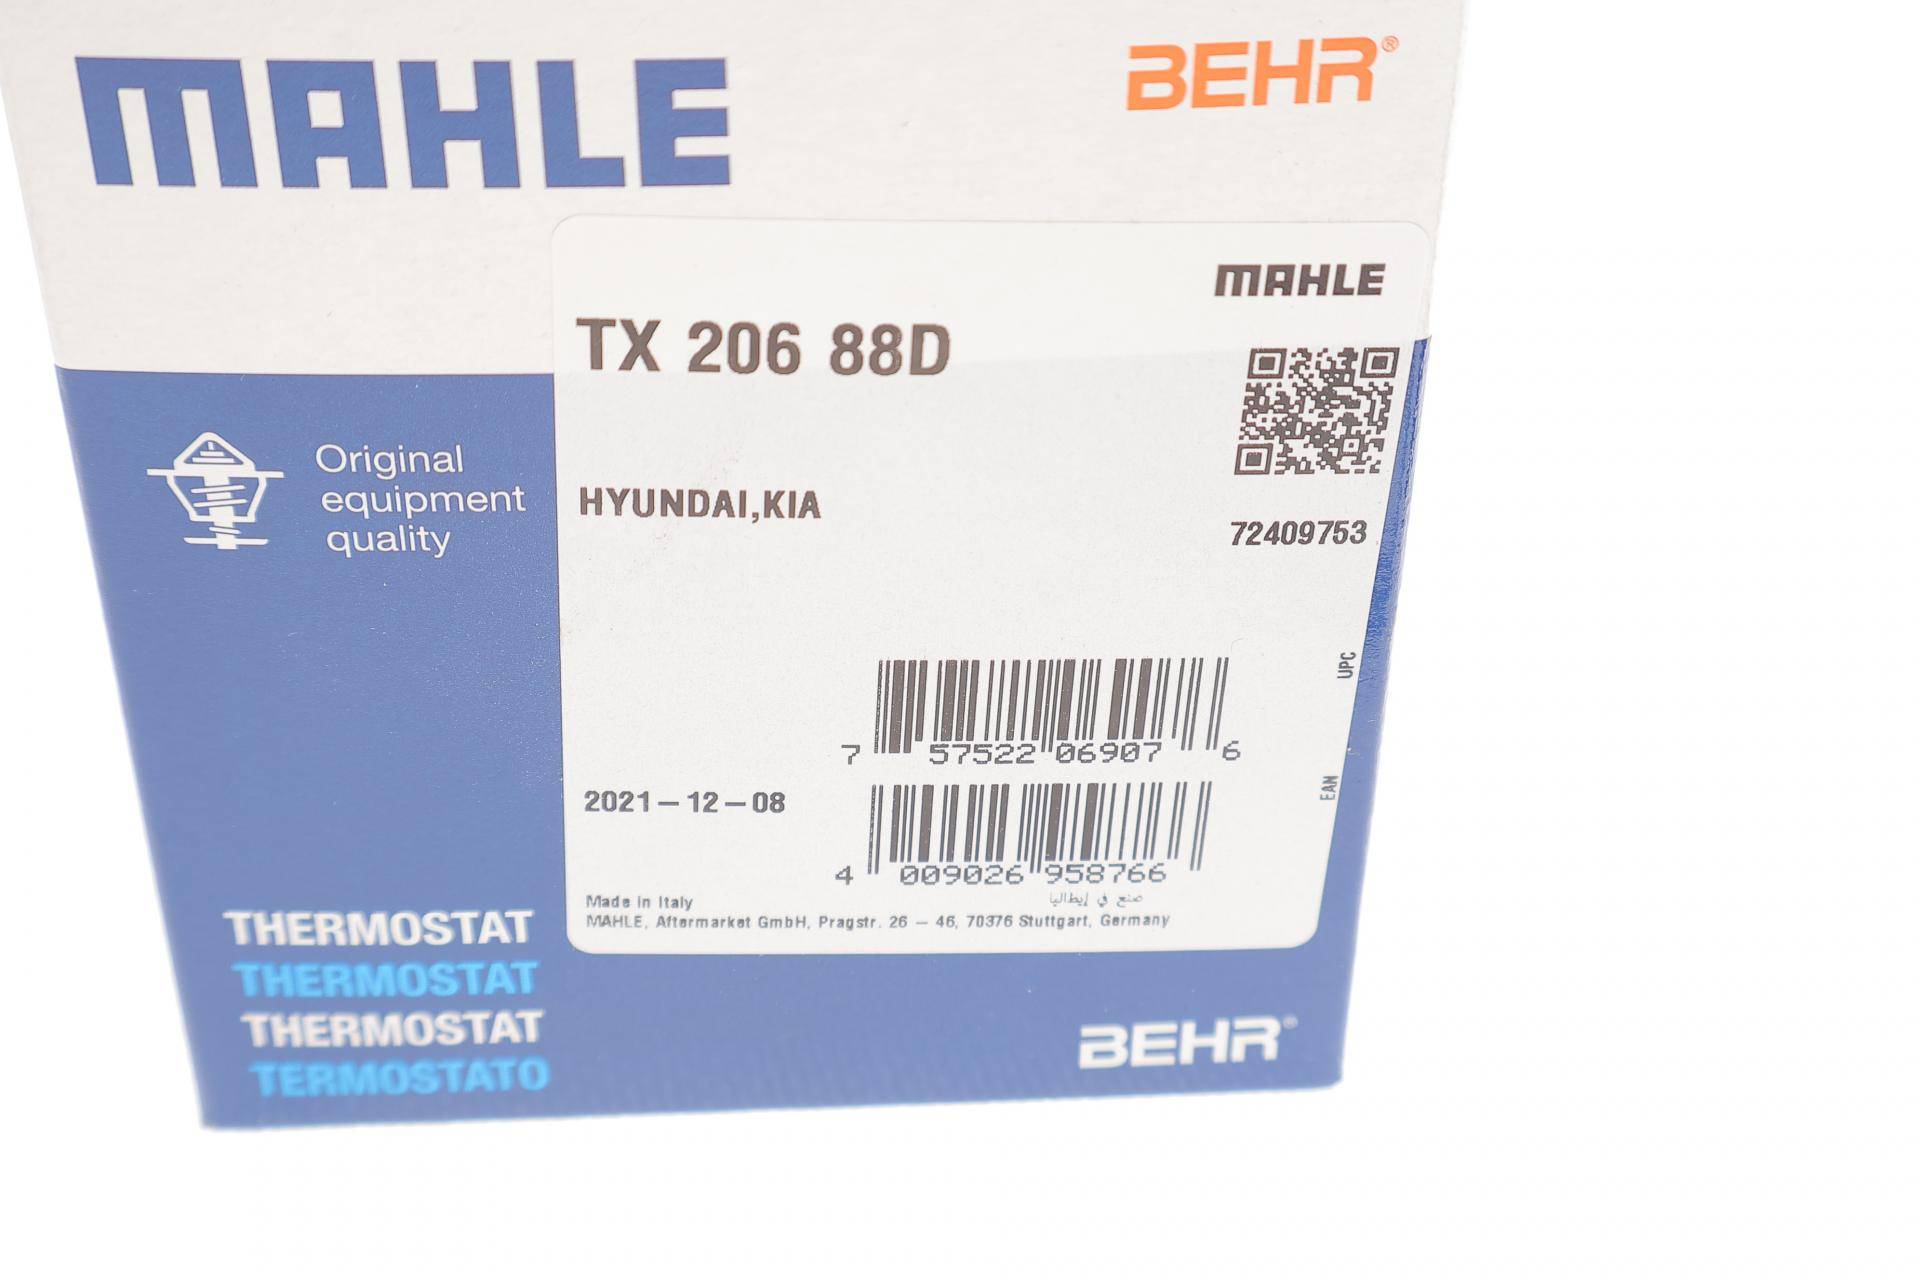 MAHLE
BEHR®
MAHLE
TX 206 88D
Original
equipment
quality
HYUNDAI,KIA
72409753
UPC
7 57522 06907 6
EAN
2021-12-08
4 009026 958766
Made in Italy
صنع في إيطاليا
MAHLE, Aftermarket GmbH, Pragstr. 26 - 46, 70376 Stuttgart, Germany
THERMOSTAT
THERMOSTAT
THERMOSTAT
TERMOSTATO
BEHR®